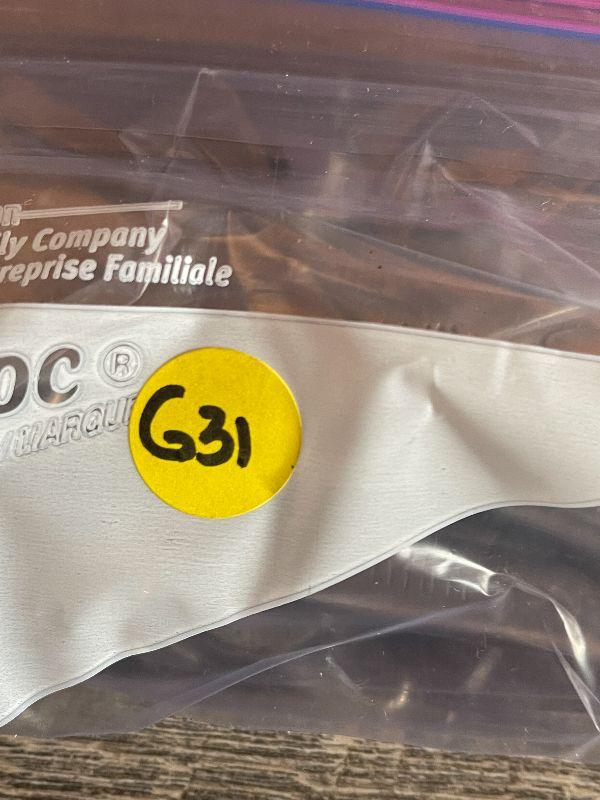 ly Company
reprise Familiale
OC ®
MARQUE
G31